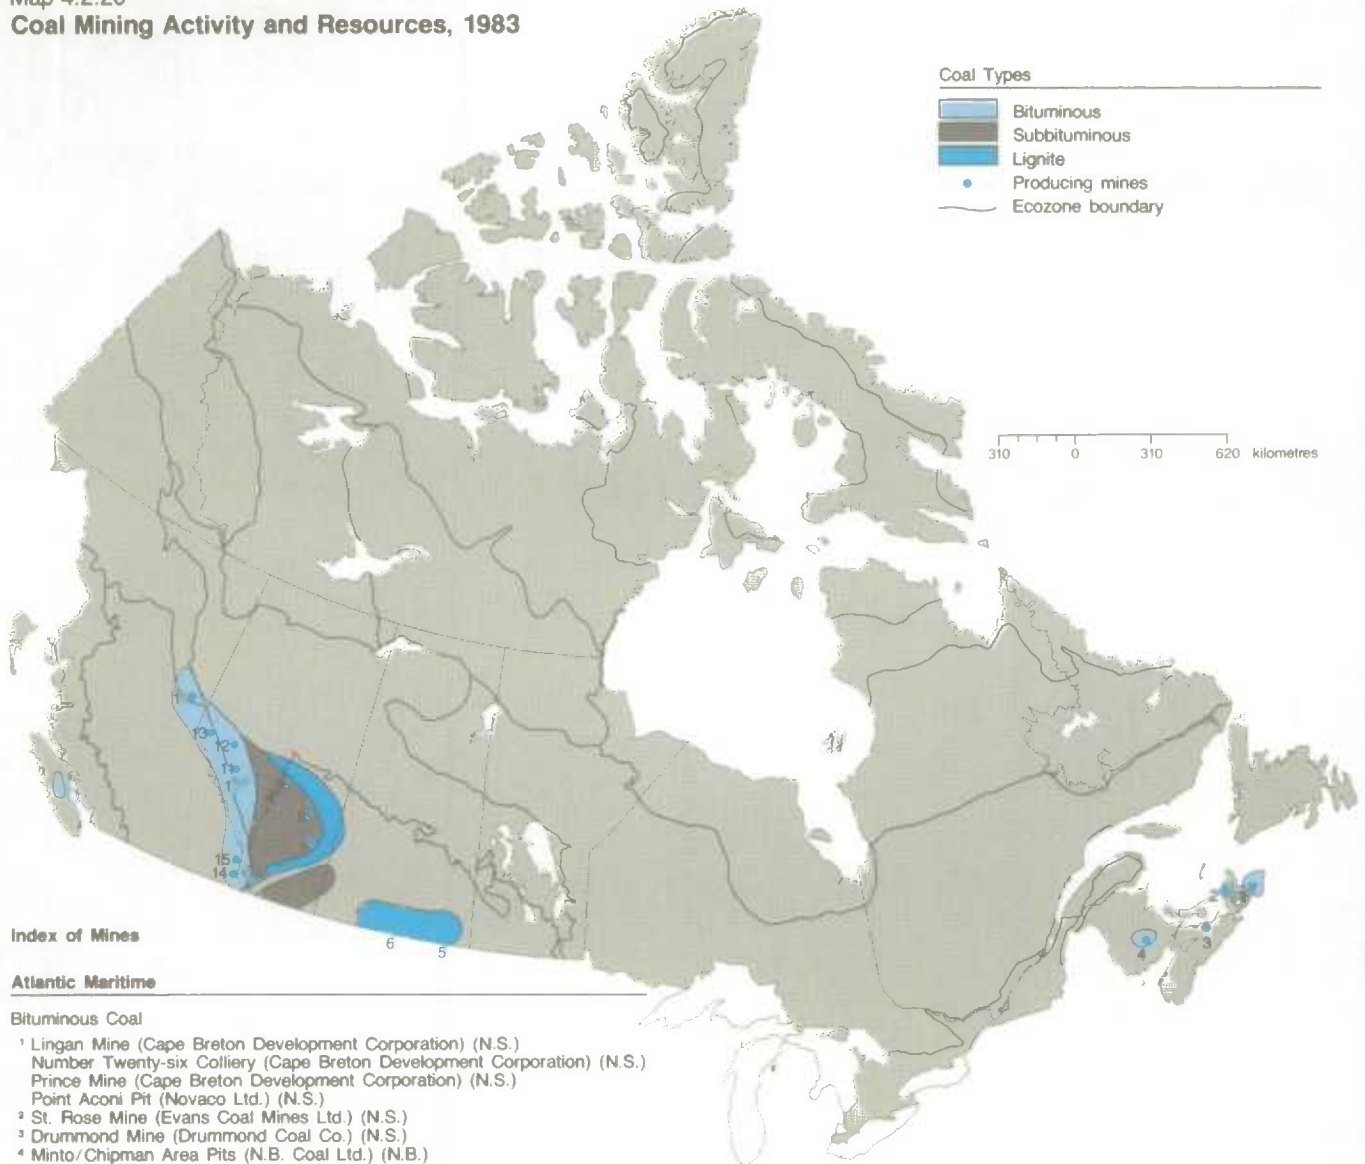 Map 4.2.20
Coal Mining Activity and Resources, 1983
Coal Types
Bituminous
Subbituminous
Lignite
Producing mines
Ecozone boundary
310 0 310 620 kilometres
13
12
11
15
14
6
5
4
3
Index of Mines
Atlantic Maritime
Bituminous Coal
¹ Lingan Mine (Cape Breton Development Corporation) (N.S.)
Number Twenty-six Colliery (Cape Breton Development Corporation) (N.S.)
Prince Mine (Cape Breton Development Corporation) (N.S.)
Point Aconi Pit (Novaco Ltd.) (N.S.)
² St. Rose Mine (Evans Coal Mines Ltd.) (N.S.)
³ Drummond Mine (Drummond Coal Co.) (N.S.)
⁴ Minto/Chipman Area Pits (N.B. Coal Ltd.) (N.B.)